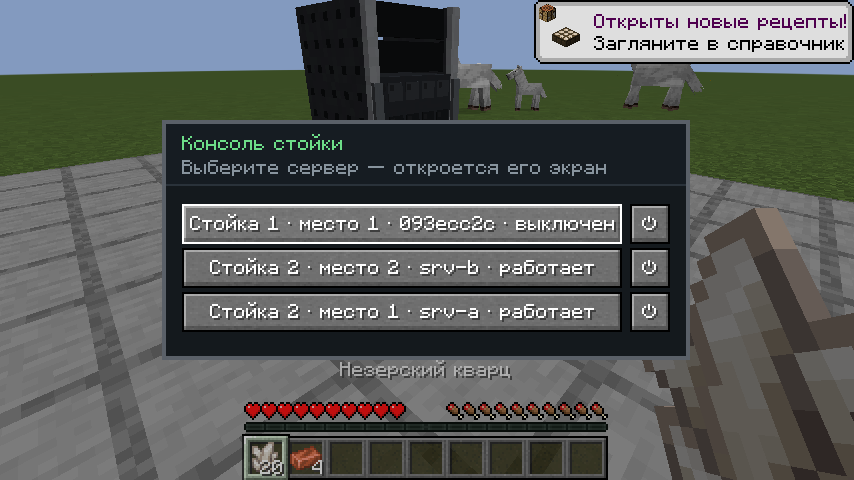 Открыты новые рецепты!
Загляните в справочник
Консоль стойки
Выберите сервер — откроется его экран
Стойка 1 · место 1 · 093ecc2c · выключен
Стойка 2 · место 2 · srv-b · работает
Стойка 2 · место 1 · srv-a · работает
Незерский кварц
20
4